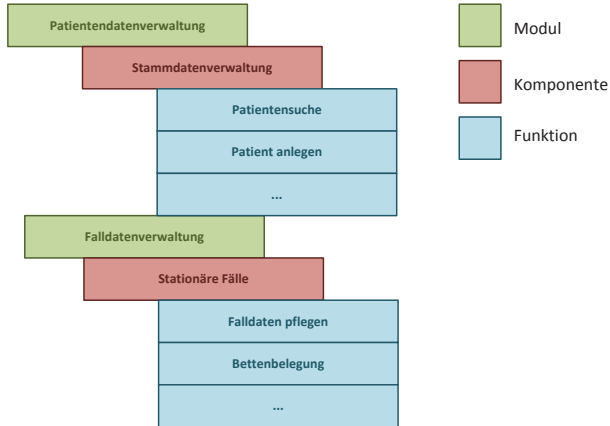 Patientendatenverwaltung
Stammdatenverwaltung
Patientensuche
Patient anlegen
...
Falldatenverwaltung
Stationäre Fälle
Falldaten pflegen
Bettenbelegung
...
Modul
Komponente
Funktion